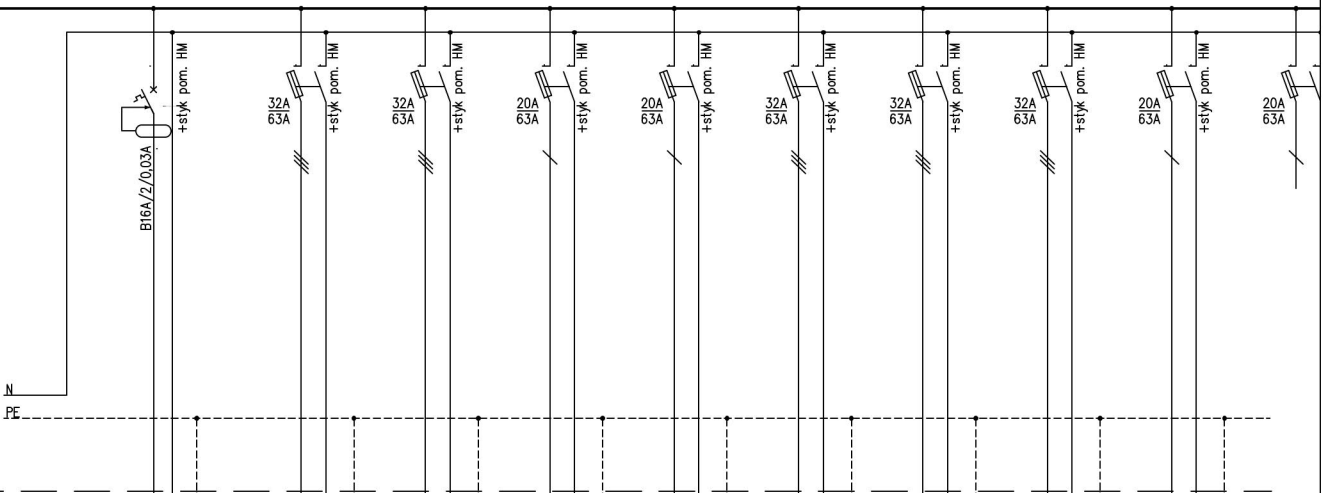 B16A/2/0,03A
+styk pom. HM
32A
63A
+styk pom. HM
32A
63A
+styk pom. HM
20A
63A
+styk pom. HM
20A
63A
+styk pom. HM
32A
63A
+styk pom. HM
32A
63A
+styk pom. HM
32A
63A
+styk pom. HM
20A
63A
+styk pom. HM
20A
63A
N
PE